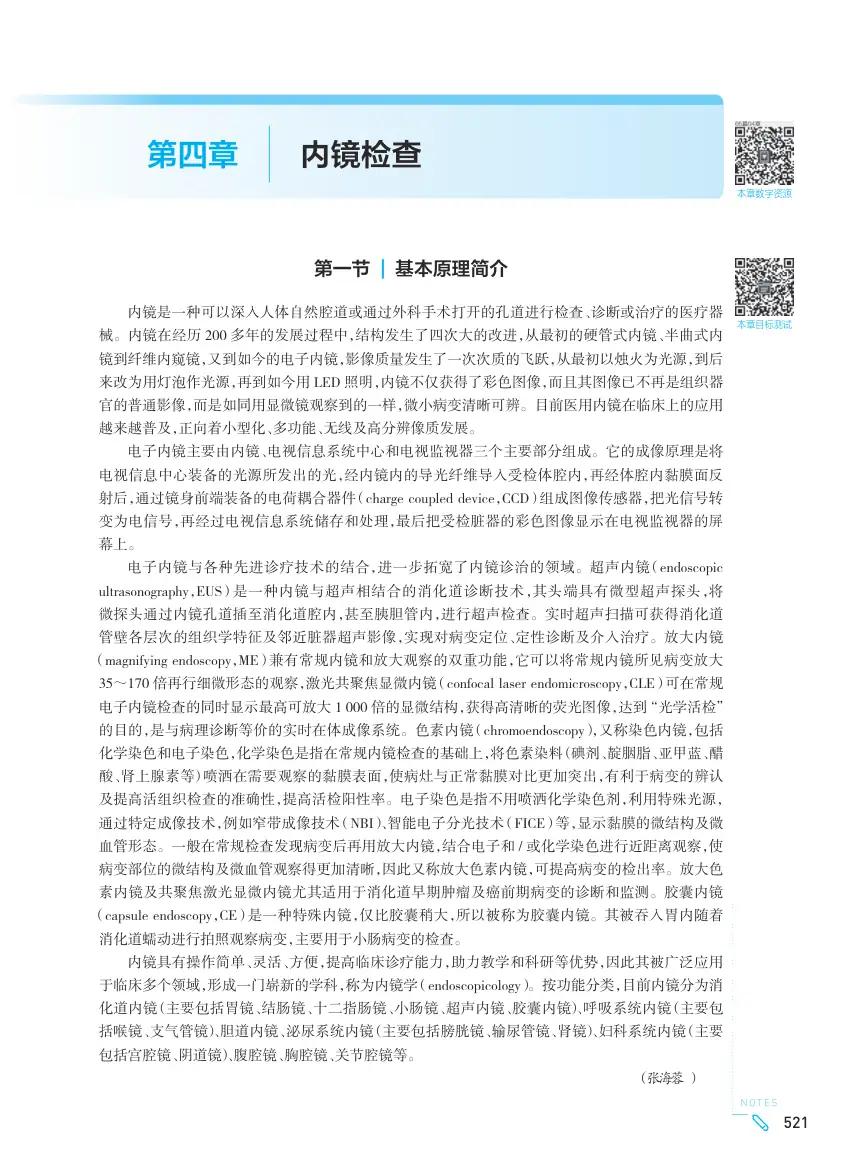 第四章
内镜检查
本章数字资源
第一节 | 基本原理简介
本章目标测试
内镜是一种可以深入人体自然腔道或通过外科手术打开的孔道进行检查、诊断或治疗的医疗器
械。内镜在经历 200 多年的发展过程中,结构发生了四次大的改进,从最初的硬管式内镜、半曲式内
镜到纤维内窥镜,又到如今的电子内镜,影像质量发生了一次次质的飞跃,从最初以烛火为光源,到后
来改为用灯泡作光源,再到如今用 LED 照明,内镜不仅获得了彩色图像,而且其图像已不再是组织器
官的普通影像,而是如同用显微镜观察到的一样,微小病变清晰可辨。目前医用内镜在临床上的应用
越来越普及,正向着小型化、多功能、无线及高分辨像质发展。
电子内镜主要由内镜、电视信息系统中心和电视监视器三个主要部分组成。它的成像原理是将
电视信息中心装备的光源所发出的光,经内镜内的导光纤维导入受检体腔内,再经体腔内黏膜面反
射后,通过镜身前端装备的电荷耦合器件(charge coupled device,CCD)组成图像传感器,把光信号转
变为电信号,再经过电视信息系统储存和处理,最后把受检脏器的彩色图像显示在电视监视器的屏
幕上。
电子内镜与各种先进诊疗技术的结合,进一步拓宽了内镜诊治的领域。超声内镜(endoscopic
ultrasonography,EUS)是一种内镜与超声相结合的消化道诊断技术,其头端具有微型超声探头,将
微探头通过内镜孔道插至消化道腔内,甚至胰胆管内,进行超声检查。实时超声扫描可获得消化道
管壁各层次的组织学特征及邻近脏器超声影像,实现对病变定位、定性诊断及介入治疗。放大内镜
(magnifying endoscopy,ME)兼有常规内镜和放大观察的双重功能,它可以将常规内镜所见病变放大
35～170 倍再行细微形态的观察,激光共聚焦显微内镜(confocal laser endomicroscopy,CLE)可在常规
电子内镜检查的同时显示最高可放大 1 000 倍的显微结构,获得高清晰的荧光图像,达到 “光学活检”
的目的,是与病理诊断等价的实时在体成像系统。色素内镜(chromoendoscopy),又称染色内镜,包括
化学染色和电子染色,化学染色是指在常规内镜检查的基础上,将色素染料(碘剂、靛胭脂、亚甲蓝、醋
酸、肾上腺素等)喷洒在需要观察的黏膜表面,使病灶与正常黏膜对比更加突出,有利于病变的辨认
及提高活组织检查的准确性,提高活检阳性率。电子染色是指不用喷洒化学染色剂,利用特殊光源,
通过特定成像技术,例如窄带成像技术(NBI)、智能电子分光技术(FICE)等,显示黏膜的微结构及微
血管形态。一般在常规检查发现病变后再用放大内镜,结合电子和 / 或化学染色进行近距离观察,使
病变部位的微结构及微血管观察得更加清晰,因此又称放大色素内镜,可提高病变的检出率。放大色
素内镜及共聚焦激光显微内镜尤其适用于消化道早期肿瘤及癌前期病变的诊断和监测。胶囊内镜
(capsule endoscopy,CE)是一种特殊内镜,仅比胶囊稍大,所以被称为胶囊内镜。其被吞入胃内随着
消化道蠕动进行拍照观察病变,主要用于小肠病变的检查。
内镜具有操作简单、灵活、方便,提高临床诊疗能力,助力教学和科研等优势,因此其被广泛应用
于临床多个领域,形成一门崭新的学科,称为内镜学(endoscopicology)。按功能分类,目前内镜分为消
化道内镜(主要包括胃镜、结肠镜、十二指肠镜、小肠镜、超声内镜、胶囊内镜)、呼吸系统内镜(主要包
括喉镜、支气管镜)、胆道内镜、泌尿系统内镜(主要包括膀胱镜、输尿管镜、肾镜)、妇科系统内镜(主要
包括宫腔镜、阴道镜)、腹腔镜、胸腔镜、关节腔镜等。
(张海蓉 )
NOTES
521